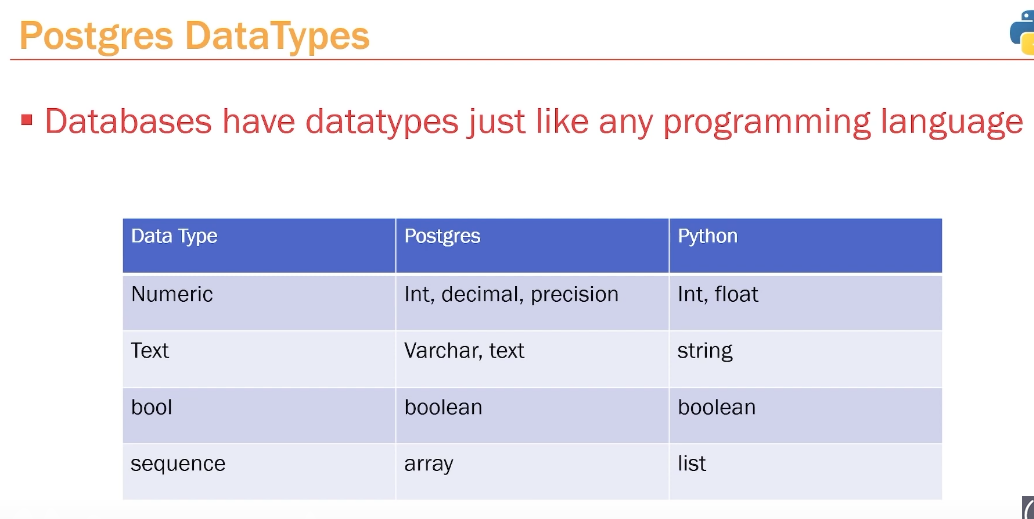 Postgres DataTypes
Databases have datatypes just like any programming language
Data Type Postgres Python
Numeric Int, decimal, precision Int, float
Text Varchar, text string
bool boolean boolean
sequence array list